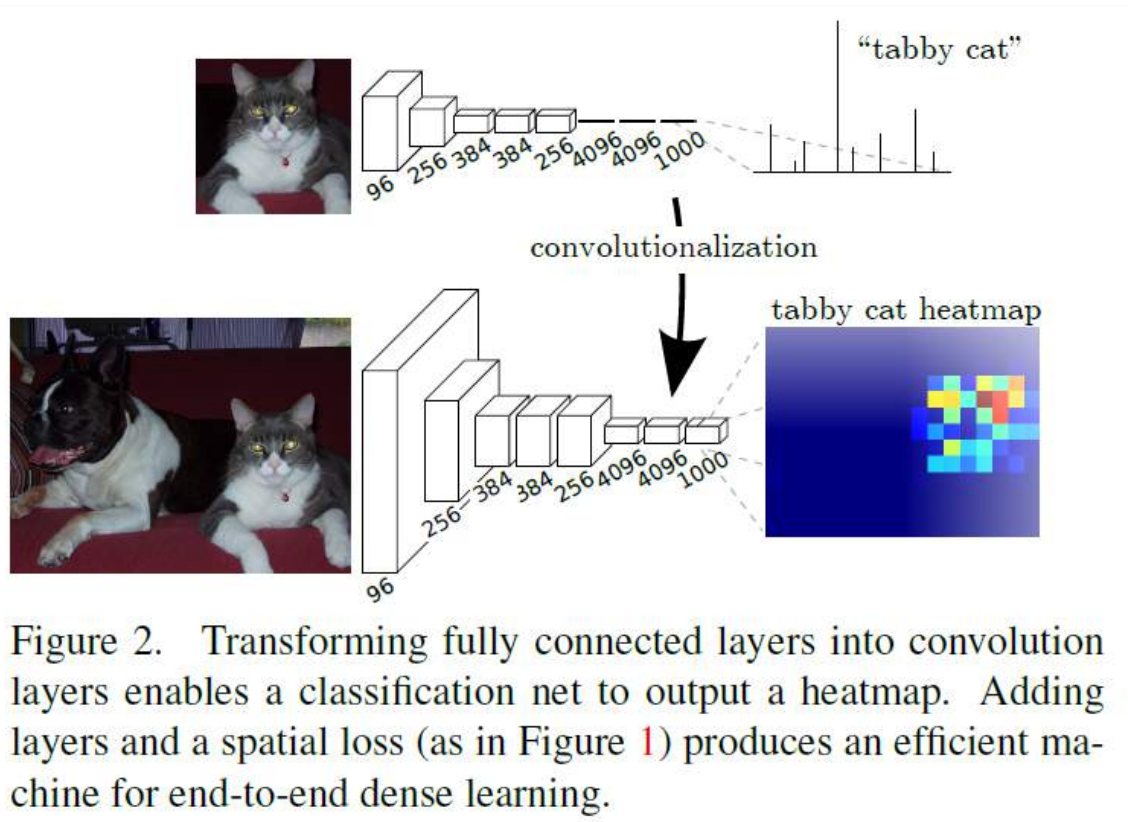 “tabby cat”
96
256
384
384
256
4096
4096
1000
convolutionalization
tabby cat heatmap
96
256
384
384
256
4096
4096
1000
Figure 2. Transforming fully connected layers into convolution
layers enables a classification net to output a heatmap. Adding
layers and a spatial loss (as in Figure 1) produces an efficient ma-
chine for end-to-end dense learning.